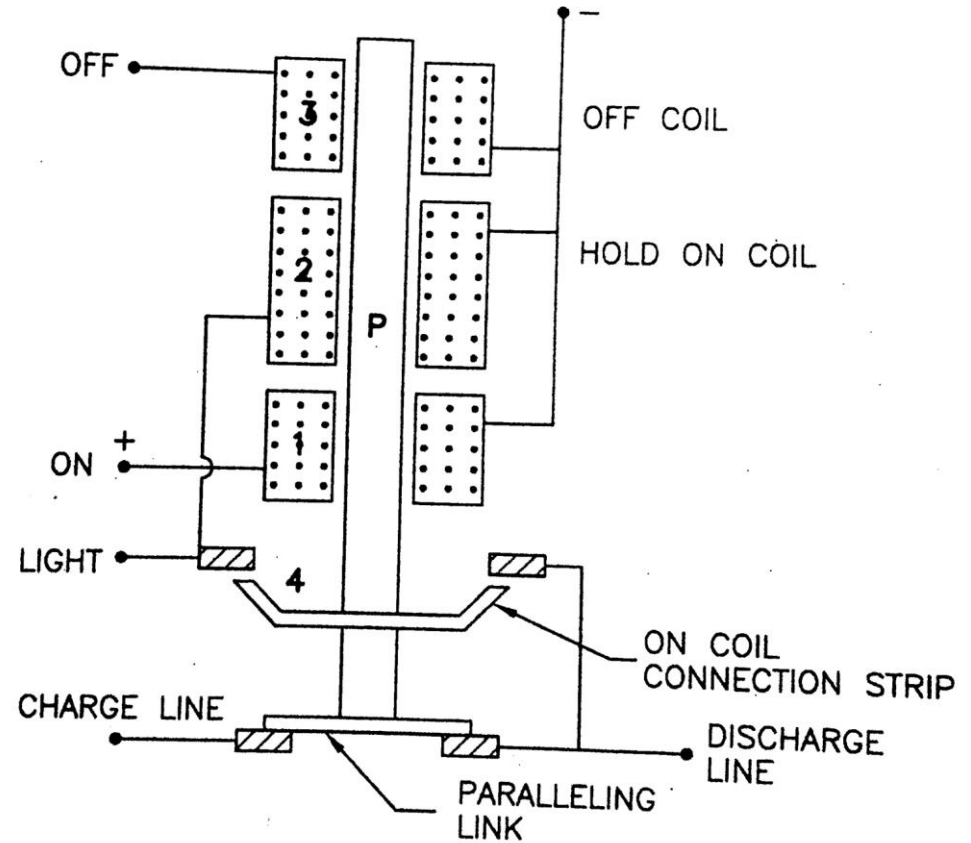 −
OFF
3
OFF COIL
2
HOLD ON COIL
P
+
ON
1
LIGHT
4
ON COIL
CONNECTION STRIP
CHARGE LINE
DISCHARGE
LINE
PARALLELING
LINK